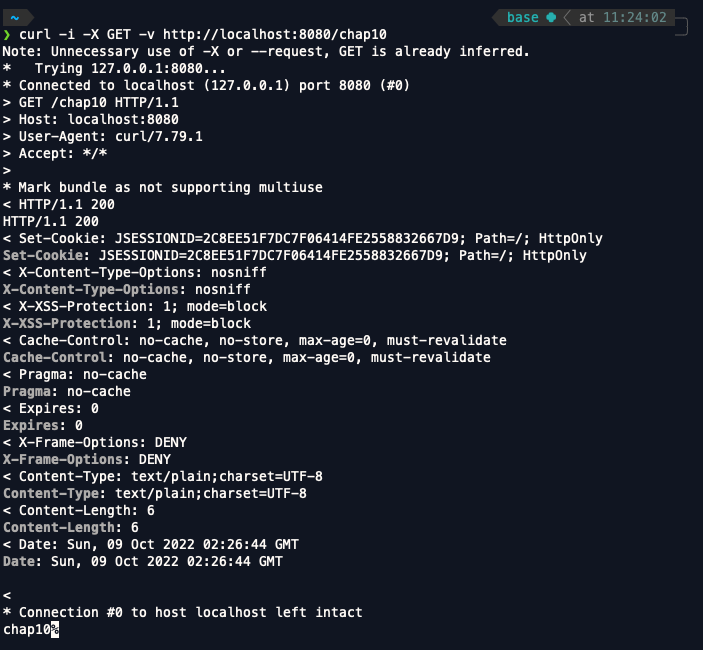 ~ base at 11:24:02
❯ curl -i -X GET -v http://localhost:8080/chap10
Note: Unnecessary use of -X or --request, GET is already inferred.
*   Trying 127.0.0.1:8080...
* Connected to localhost (127.0.0.1) port 8080 (#0)
> GET /chap10 HTTP/1.1
> Host: localhost:8080
> User-Agent: curl/7.79.1
> Accept: */*
>
* Mark bundle as not supporting multiuse
< HTTP/1.1 200
HTTP/1.1 200
< Set-Cookie: JSESSIONID=2C8EE51F7DC7F06414FE2558832667D9; Path=/; HttpOnly
Set-Cookie: JSESSIONID=2C8EE51F7DC7F06414FE2558832667D9; Path=/; HttpOnly
< X-Content-Type-Options: nosniff
X-Content-Type-Options: nosniff
< X-XSS-Protection: 1; mode=block
X-XSS-Protection: 1; mode=block
< Cache-Control: no-cache, no-store, max-age=0, must-revalidate
Cache-Control: no-cache, no-store, max-age=0, must-revalidate
< Pragma: no-cache
Pragma: no-cache
< Expires: 0
Expires: 0
< X-Frame-Options: DENY
X-Frame-Options: DENY
< Content-Type: text/plain;charset=UTF-8
Content-Type: text/plain;charset=UTF-8
< Content-Length: 6
Content-Length: 6
< Date: Sun, 09 Oct 2022 02:26:44 GMT
Date: Sun, 09 Oct 2022 02:26:44 GMT
<
* Connection #0 to host localhost left intact
chap10%